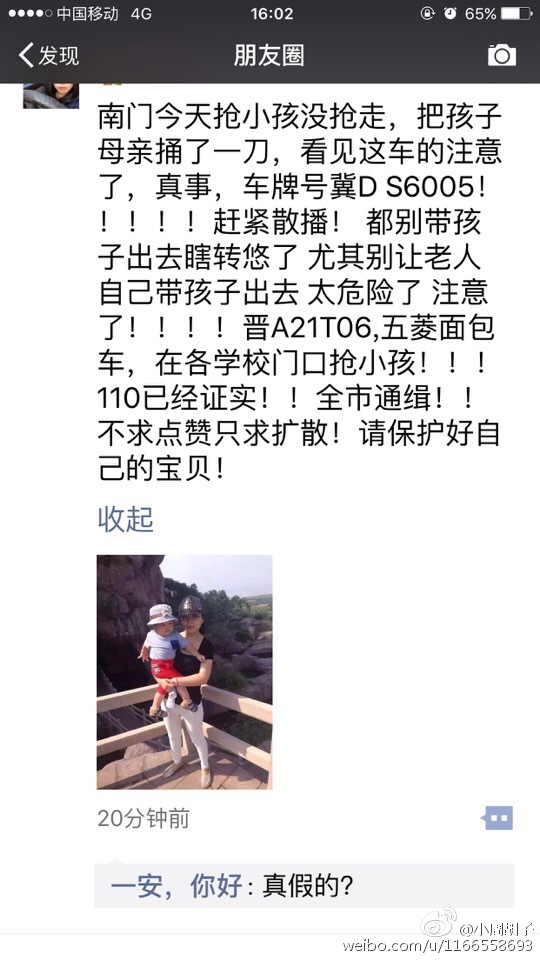 中国移动 4G 16:02 65%
发现 朋友圈
南门今天抢小孩没抢走，把孩子
母亲捅了一刀，看见这车的注意
了，真事，车牌号冀D S6005！
！！！！！赶紧散播！ 都别带孩
子出去瞎转悠了 尤其别让老人
自己带孩子出去 太危险了 注意
了！！！！晋A21T06,五菱面包
车，在各学校门口抢小孩！！！
110已经证实！！全市通缉！！
不求点赞只求扩散！请保护好自
己的宝贝！
收起
20分钟前
一安，你好: 真假的？
weibo.com/u/1166558693